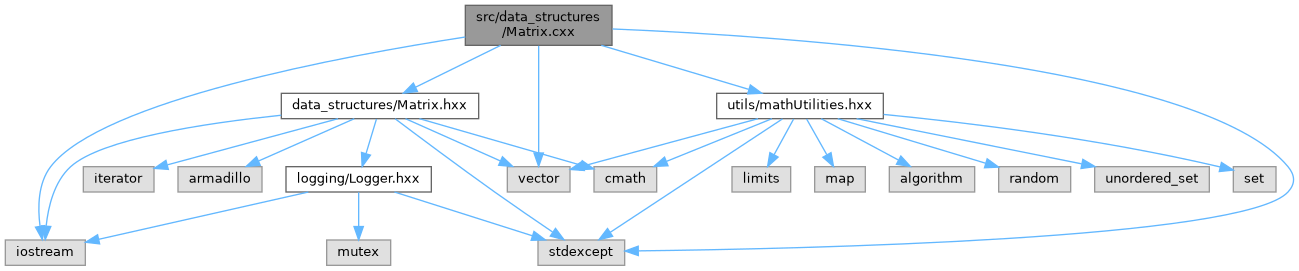 src/data_structures
/Matrix.cxx
data_structures/Matrix.hxx
utils/mathUtilities.hxx
iterator
armadillo
logging/Logger.hxx
vector
cmath
limits
map
algorithm
random
unordered_set
set
iostream
mutex
stdexcept